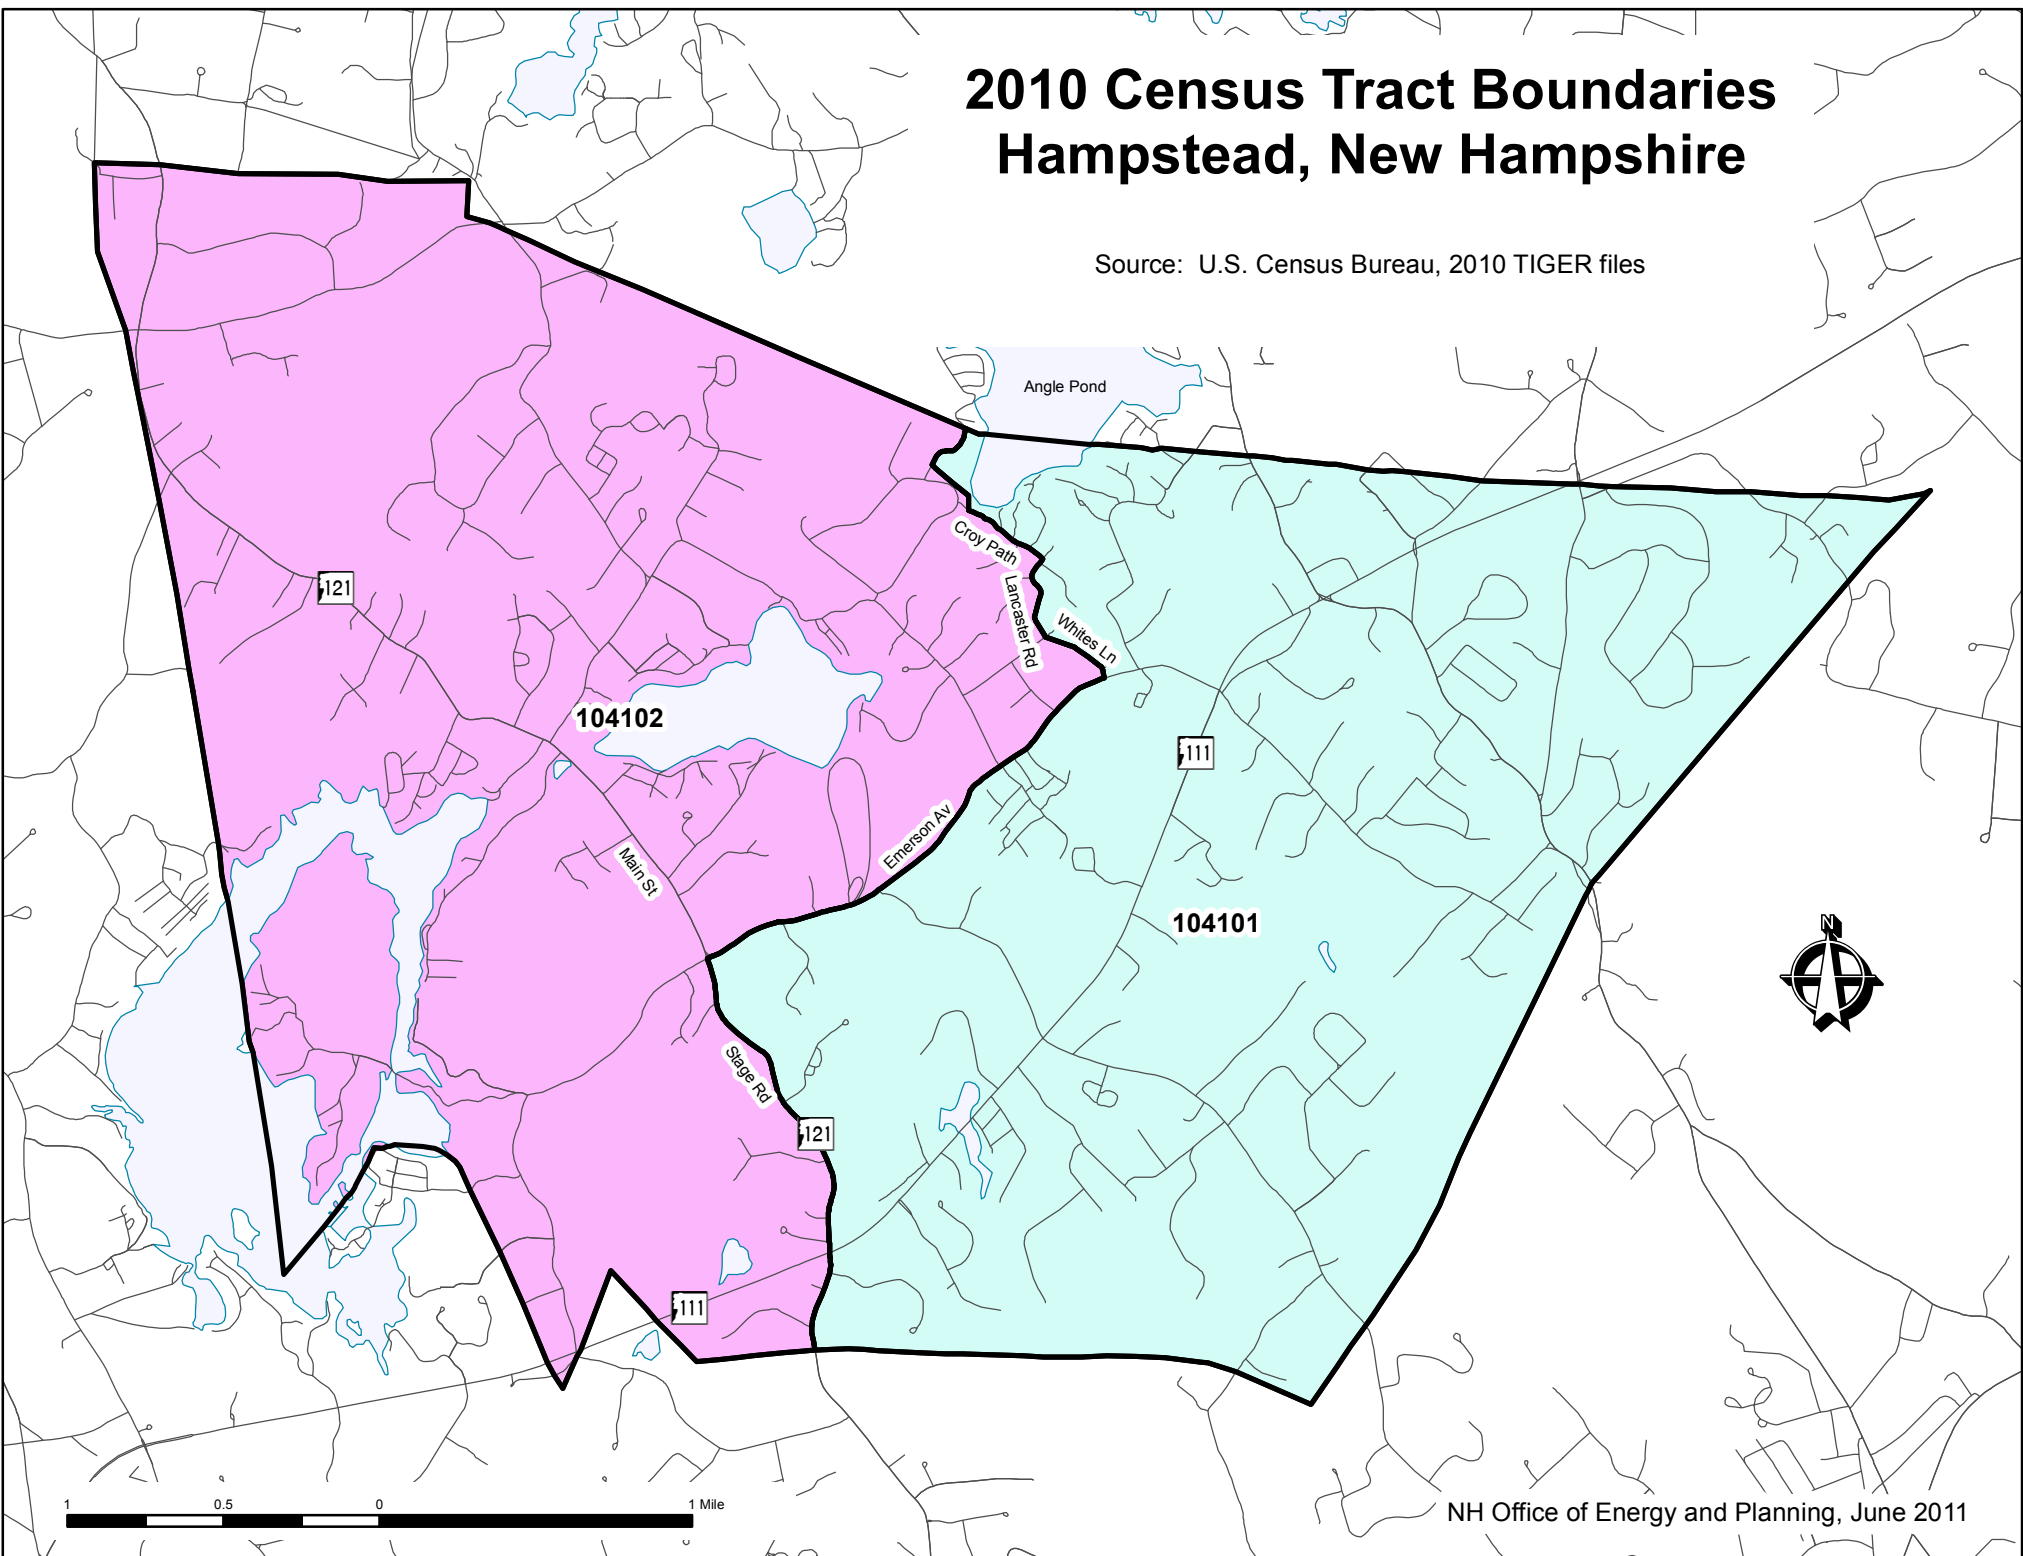 2010 Census Tract Boundaries
Hampstead, New Hampshire
Source: U.S. Census Bureau, 2010 TIGER files
Angle Pond
Croy Path
121
Lancaster Rd
Whites Ln
104102
111
Emerson Av
Main St
104101
N
Stage Rd
121
111
1 0.5 0 1 Mile
NH Office of Energy and Planning, June 2011